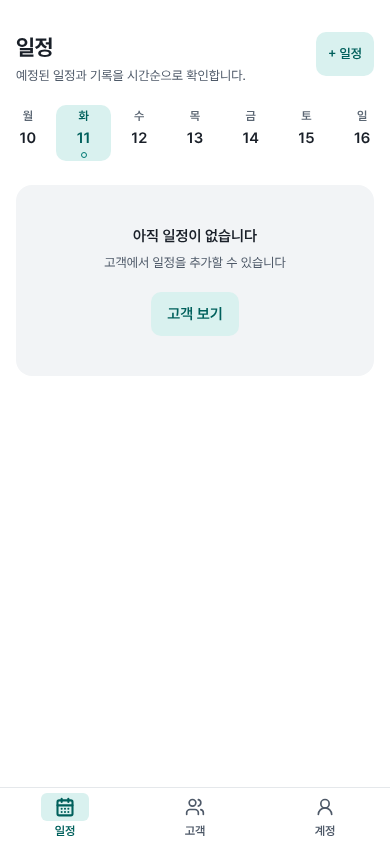 일정
+ 일정
예정된 일정과 기록을 시간순으로 확인합니다.
월 화 수 목 금 토 일
10 11 12 13 14 15 16
아직 일정이 없습니다
고객에서 일정을 추가할 수 있습니다
고객 보기
일정 고객 계정